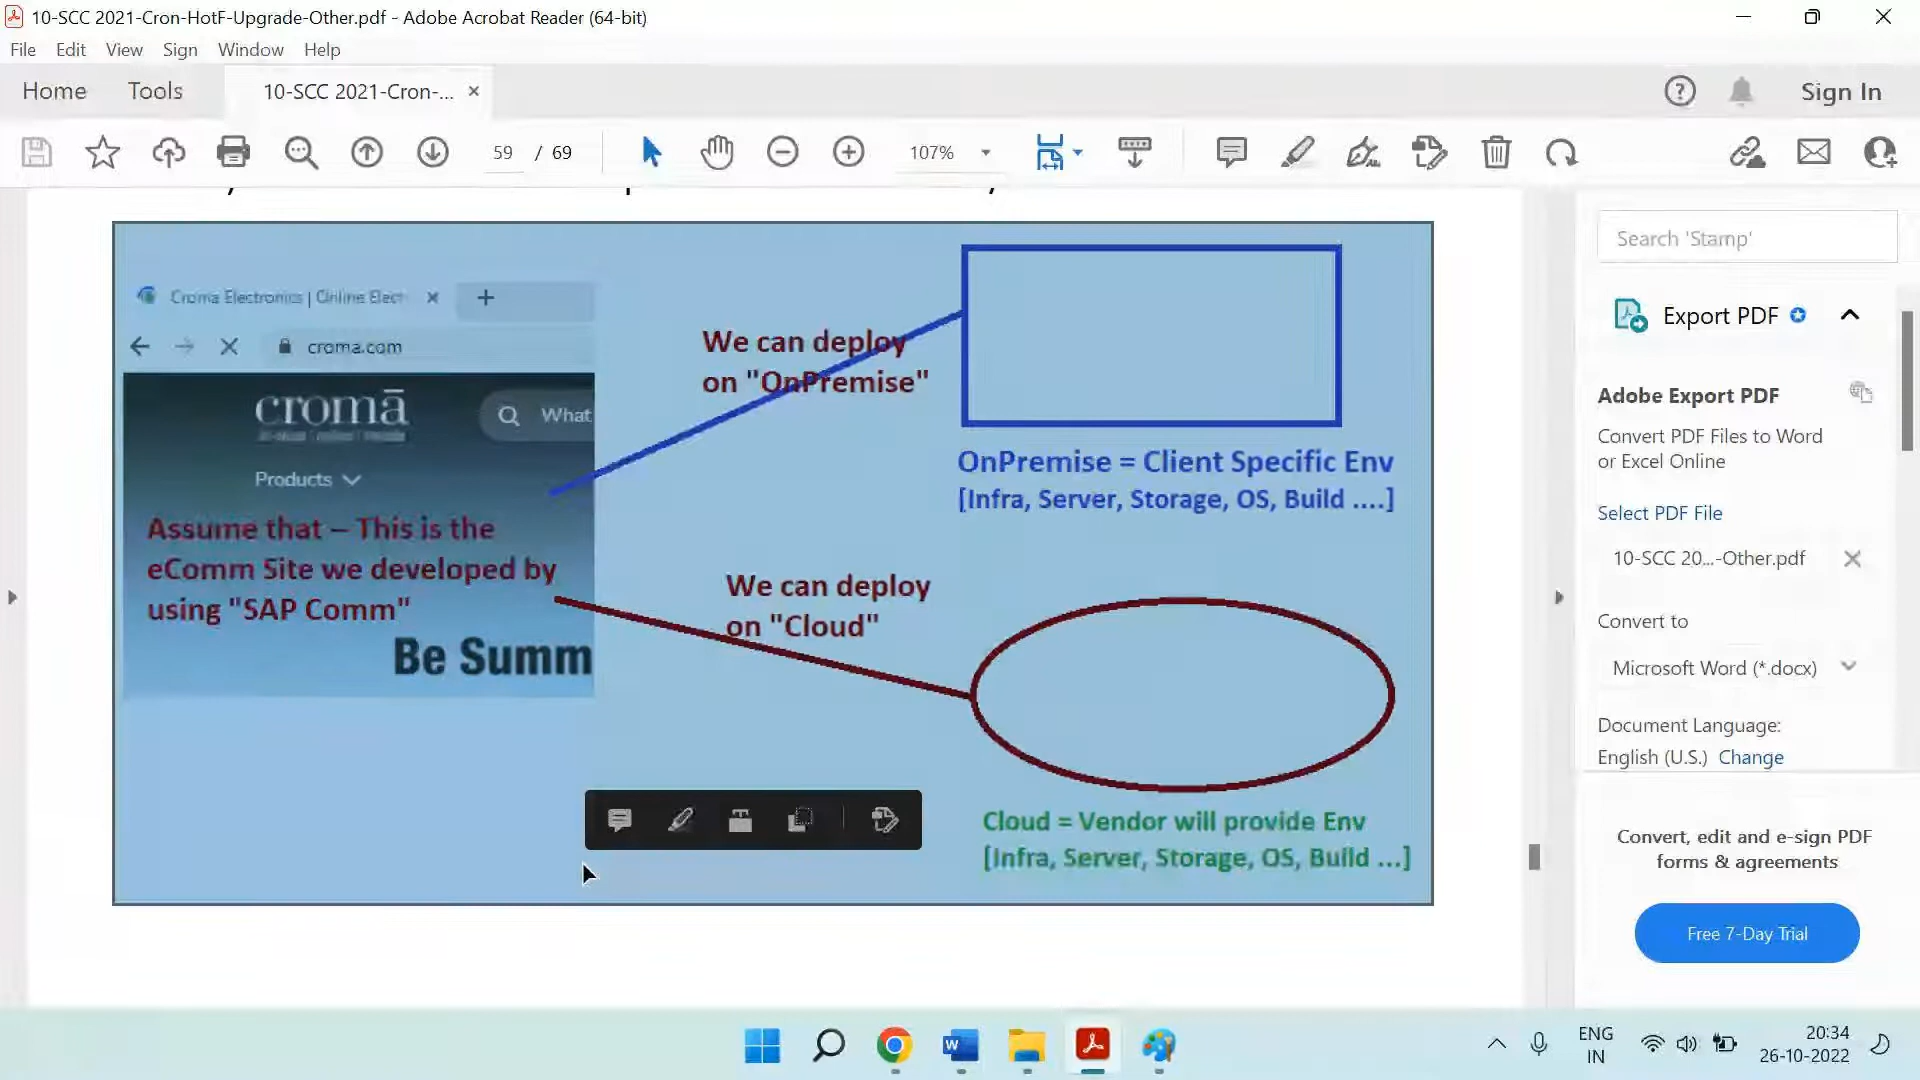 10-SCC 2021-Cron-HotF-Upgrade-Other.pdf - Adobe Acrobat Reader (64-bit)
File Edit View Sign Window Help
Home Tools 10-SCC 2021-Cron-... × Sign In
59 / 69 107%
Search 'Stamp'
Export PDF
Adobe Export PDF
Convert PDF Files to Word
or Excel Online
Select PDF File
10-SCC 20...-Other.pdf
Convert to
Microsoft Word (*.docx)
Document Language:
English (U.S.) Change
Convert, edit and e-sign PDF
forms & agreements
Free 7-Day Trial
Croma Electronics | Online Elect
croma.com
cromā
What
Products
Assume that – This is the
eComm Site we developed by
using "SAP Comm"
Be Summ
We can deploy
on "OnPremise"
OnPremise = Client Specific Env
[Infra, Server, Storage, OS, Build ....]
We can deploy
on "Cloud"
Cloud = Vendor will provide Env
[Infra, Server, Storage, OS, Build ...]
ENG
IN
20:34
26-10-2022